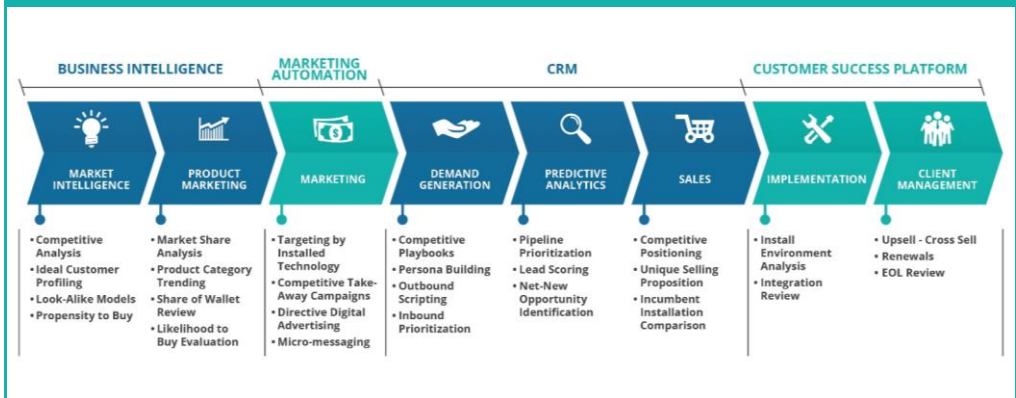 BUSINESS INTELLIGENCE
MARKETING
AUTOMATION
CRM
CUSTOMER SUCCESS PLATFORM
MARKET
INTELLIGENCE
PRODUCT
MARKETING
MARKETING
DEMAND
GENERATION
PREDICTIVE
ANALYTICS
SALES
IMPLEMENTATION
CLIENT
MANAGEMENT
• Competitive
Analysis
• Ideal Customer
Profiling
• Look-Alike Models
• Propensity to Buy
• Market Share
Analysis
• Product Category
Trending
• Share of Wallet
Review
• Likelihood to
Buy Evaluation
• Targeting by
Installed
Technology
• Competitive Take-
Away Campaigns
• Directive Digital
Advertising
• Micro-messaging
• Competitive
Playbooks
• Persona Building
• Outbound
Scripting
• Inbound
Prioritization
• Pipeline
Prioritization
• Lead Scoring
• Net-New
Opportunity
Identification
• Competitive
Positioning
• Unique Selling
Proposition
• Incumbent
Installation
Comparison
• Install
Environment
Analysis
• Integration
Review
• Upsell - Cross Sell
• Renewals
• EOL Review